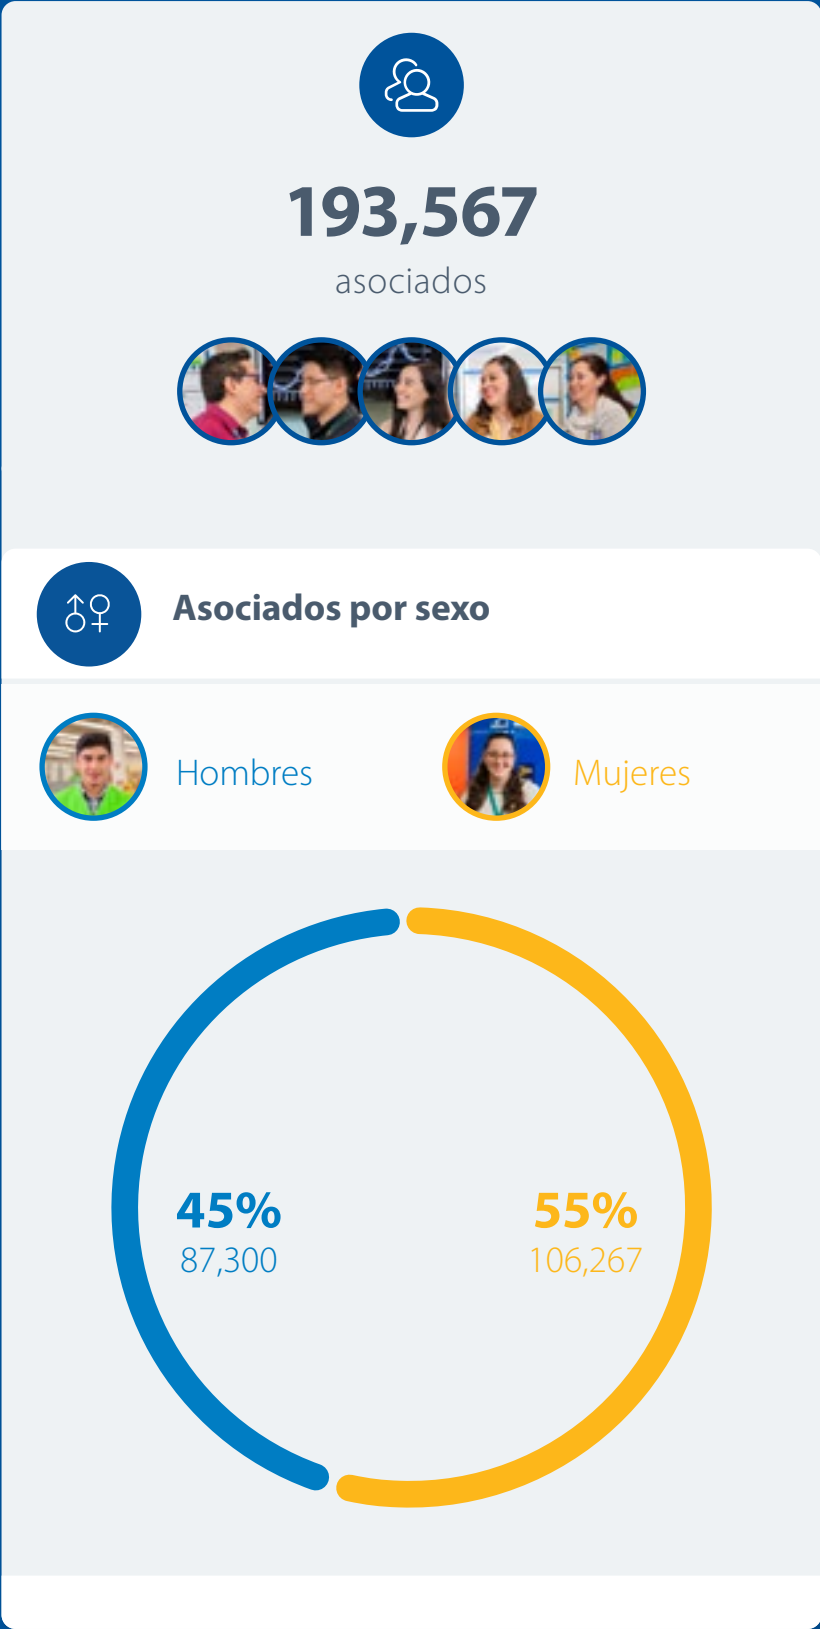 193,567
asociados
Asociados por sexo
Hombres
Mujeres
45%
87,300
55%
106,267